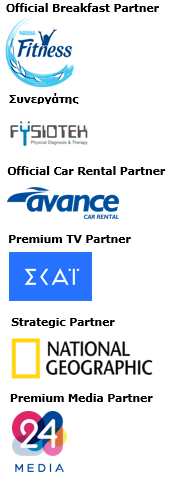 Official Breakfast Partner
NESTLÉ
Fitness
Συνεργάτης
FYSIOTEK
Physical Diagnosis & Therapy
Official Car Rental Partner
avance
CAR RENTAL
Premium TV Partner
ΣΚΑΪ
Strategic Partner
NATIONAL
GEOGRAPHIC
Premium Media Partner
24
MEDIA